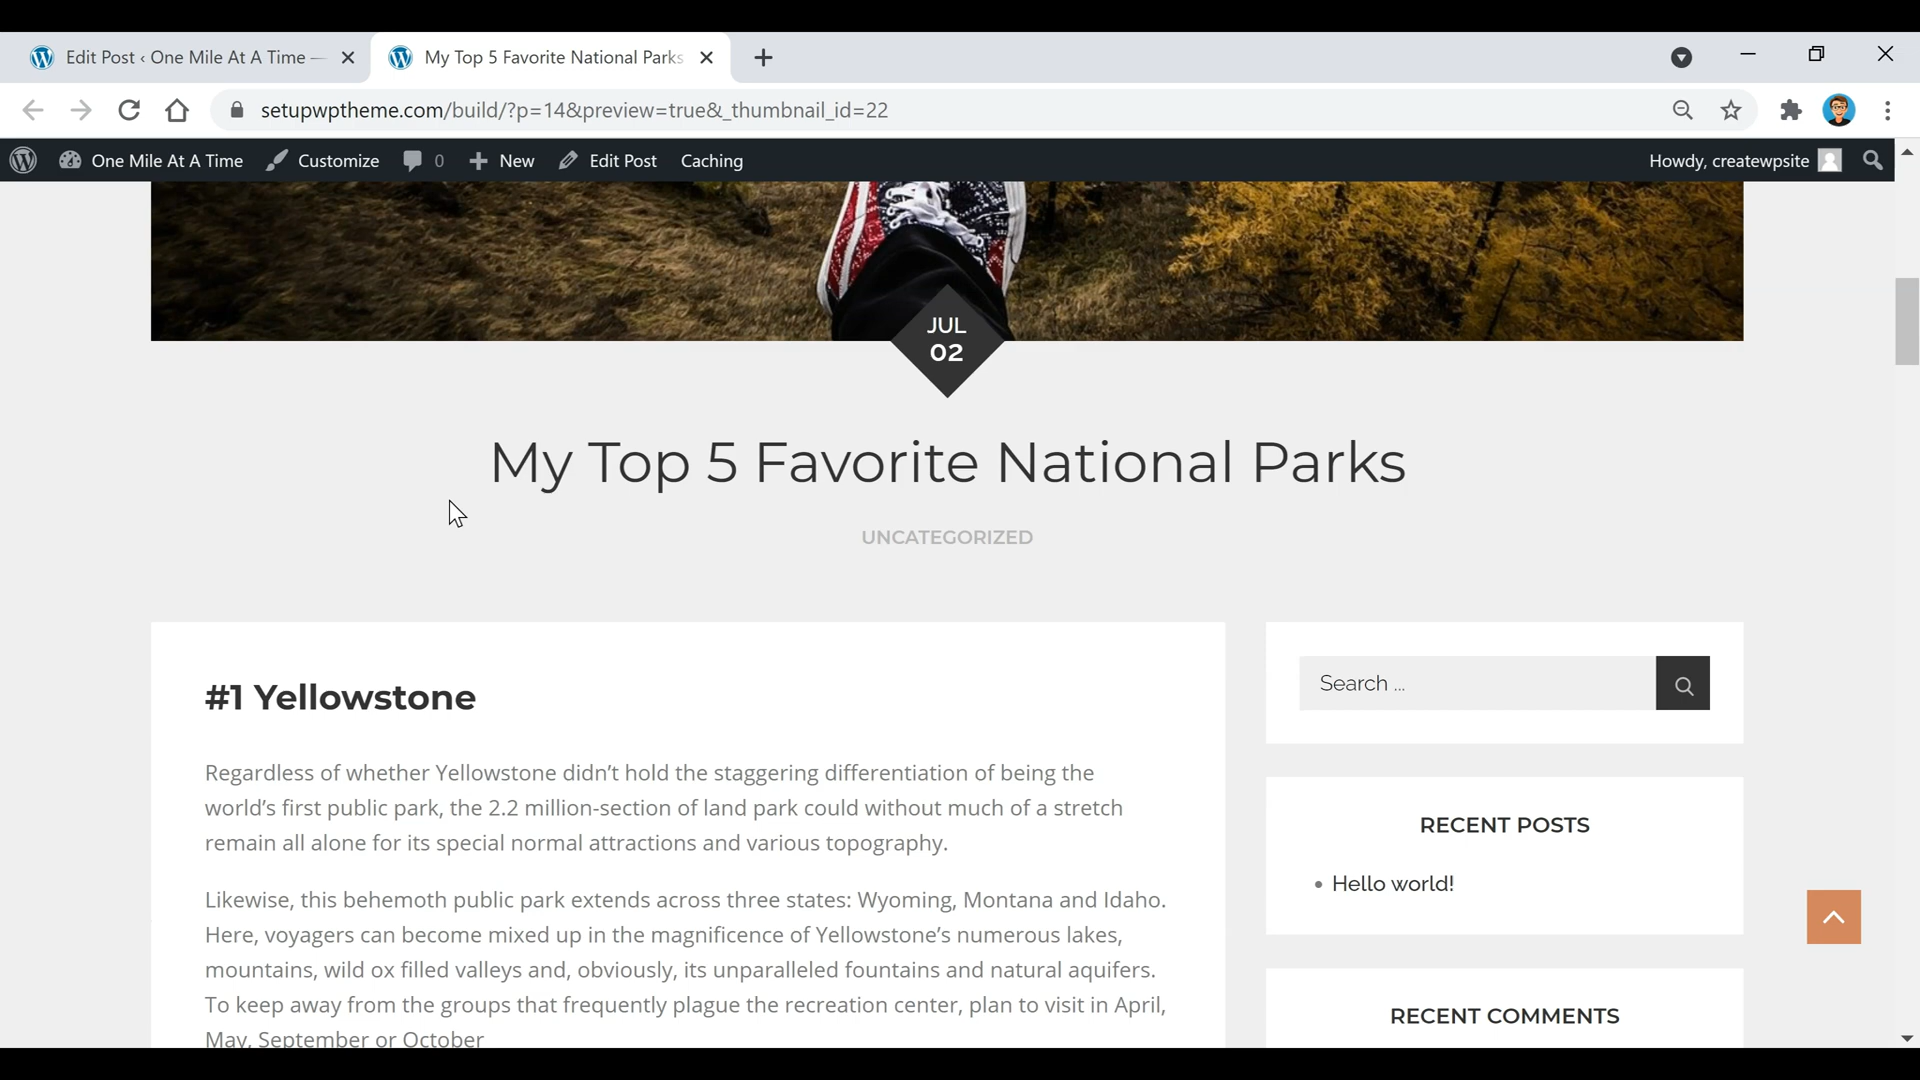 Edit Post ‹ One Mile At A Time —
My Top 5 Favorite National Parks
setupwptheme.com/build/?p=14&preview=true&_thumbnail_id=22
One Mile At A Time Customize 0 New Edit Post Caching Howdy, createwpsite
JUL
02
My Top 5 Favorite National Parks
UNCATEGORIZED
#1 Yellowstone
Regardless of whether Yellowstone didn’t hold the staggering differentiation of being the
world’s first public park, the 2.2 million-section of land park could without much of a stretch
remain all alone for its special normal attractions and various topography.
Likewise, this behemoth public park extends across three states: Wyoming, Montana and Idaho.
Here, voyagers can become mixed up in the magnificence of Yellowstone’s numerous lakes,
mountains, wild ox filled valleys and, obviously, its unparalleled fountains and natural aquifers.
To keep away from the groups that frequently plague the recreation center, plan to visit in April,
May, September or October
Search ...
RECENT POSTS
Hello world!
RECENT COMMENTS